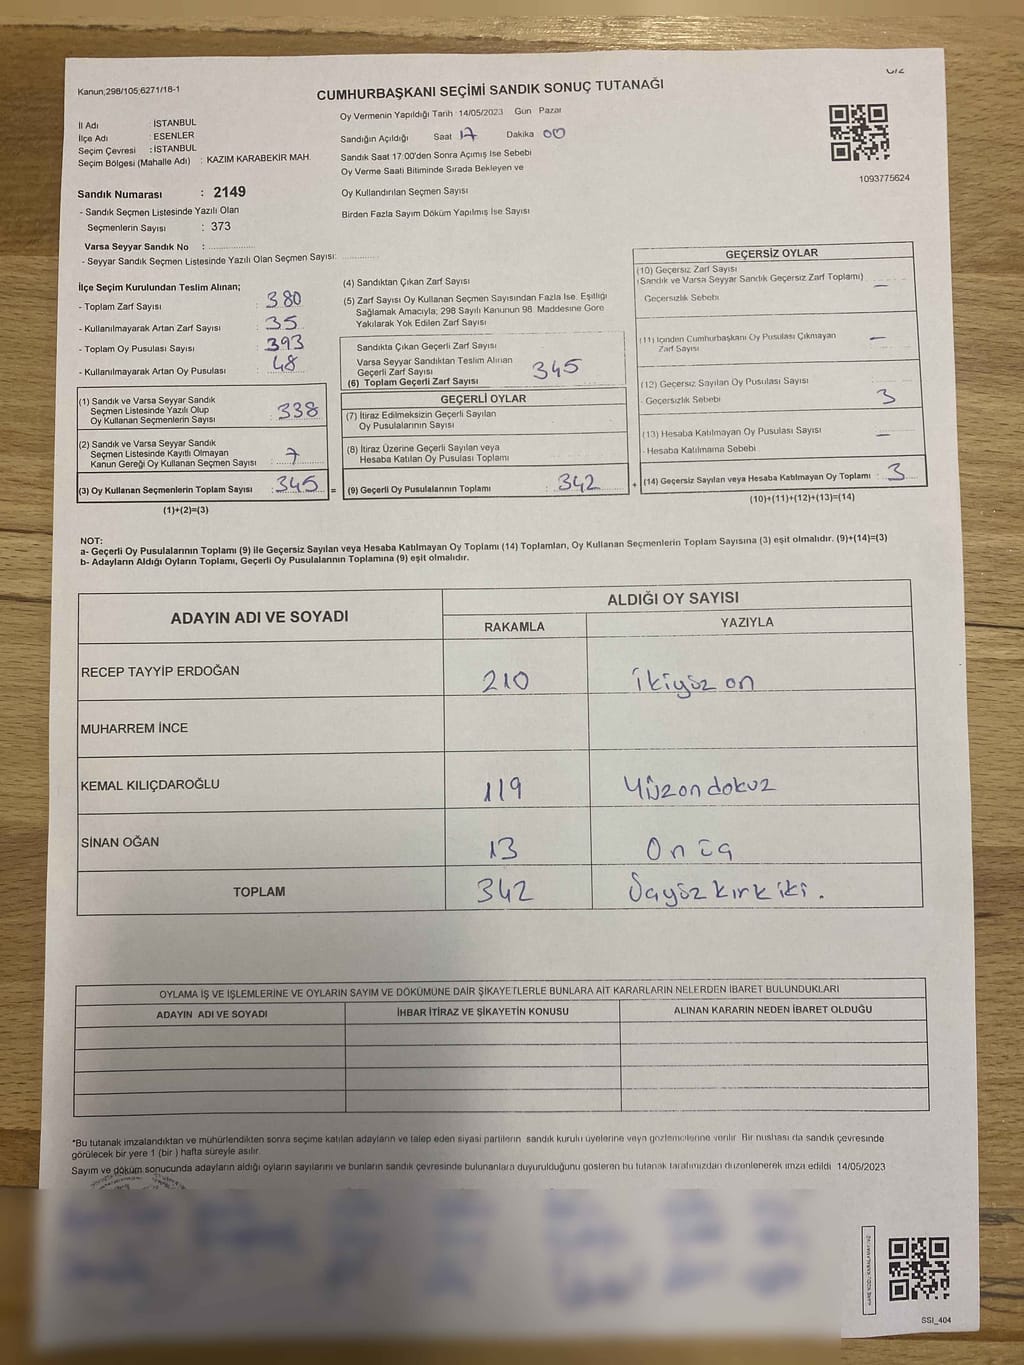 Kanun;298/105,6271/18-1
CUMHURBAŞKANI SEÇİMİ SANDIK SONUÇ TUTANAĞI
İl Adı : İSTANBUL
İlçe Adı : ESENLER
Seçim Çevresi : İSTANBUL
Seçim Bölgesi (Mahalle Adı) : KAZIM KARABEKİR MAH.
Oy Vermenin Yapıldığı Tarih 14/05/2023 Gün Pazar
Sandığın Açıldığı Saat 17 Dakika 00
Sandık Saat 17:00'den Sonra Açımış İse Sebebi
Oy Verme Saati Bitiminde Sırada Bekleyen ve
Oy Kullandırılan Seçmen Sayısı
Birden Fazla Sayım Döküm Yapılmış İse Sayısı
1093775624
Sandık Numarası : 2149
- Sandık Seçmen Listesinde Yazılı Olan
Seçmenlerin Sayısı : 373
Varsa Seyyar Sandık No :
- Seyyar Sandık Seçmen Listesinde Yazılı Olan Seçmen Sayısı:
İlçe Seçim Kurulundan Teslim Alınan;
- Toplam Zarf Sayısı : 380
- Kullanılmayarak Artan Zarf Sayısı : 35
- Toplam Oy Pusulası Sayısı : 393
- Kullanılmayarak Artan Oy Pusulası : 48
(1) Sandık ve Varsa Seyyar Sandık
Seçmen Listesinde Yazılı Olup
Oy Kullanan Seçmenlerin Sayısı : 338
(2) Sandık ve Varsa Seyyar Sandık
Seçmen Listesinde Kayıtlı Olmayan
Kanun Gereği Oy Kullanan Seçmen Sayısı : 7
(3) Oy Kullanan Seçmenlerin Toplam Sayısı : 345 =
(1)+(2)=(3)
(4) Sandıktan Çıkan Zarf Sayısı
(5) Zarf Sayısı Oy Kullanan Seçmen Sayısından Fazla İse, Eşitliği
Sağlamak Amacıyla; 298 Sayılı Kanunun 98. Maddesine Göre
Yakılarak Yok Edilen Zarf Sayısı
Sandıkta Çıkan Geçerli Zarf Sayısı
Varsa Seyyar Sandıktan Teslim Alınan
Geçerli Zarf Sayısı
(6) Toplam Geçerli Zarf Sayısı 345
GEÇERLİ OYLAR
(7) İtiraz Edilmeksizin Geçerli Sayılan
Oy Pusulalarının Sayısı
(8) İtiraz Üzerine Geçerli Sayılan veya
Hesaba Katılan Oy Pusulası Toplamı
(9) Geçerli Oy Pusulalarının Toplamı : 342 +
GEÇERSİZ OYLAR
(10) Geçersiz Zarf Sayısı
(Sandık ve Varsa Seyyar Sandık Geçersiz Zarf Toplamı) —
Geçersizlik Sebebi
(11) İçinden Cumhurbaşkanı Oy Pusulası Çıkmayan
Zarf Sayısı —
(12) Geçersiz Sayılan Oy Pusulası Sayısı
- Geçersizlik Sebebi 3
(13) Hesaba Katılmayan Oy Pusulası Sayısı —
- Hesaba Katılmama Sebebi
(14) Geçersiz Sayılan veya Hesaba Katılmayan Oy Toplamı : 3
(10)+(11)+(12)+(13)=(14)
NOT:
a- Geçerli Oy Pusulalarının Toplamı (9) ile Geçersiz Sayılan veya Hesaba Katılmayan Oy Toplamı (14) Toplamları, Oy Kullanan Seçmenlerin Toplam Sayısına (3) eşit olmalıdır. (9)+(14)=(3)
b- Adayların Aldığı Oyların Toplamı, Geçerli Oy Pusulalarının Toplamına (9) eşit olmalıdır.
ADAYIN ADI VE SOYADI ALDIĞI OY SAYISI
RAKAMLA YAZIYLA
RECEP TAYYİP ERDOĞAN 210 İkiyüz on
MUHARREM İNCE
KEMAL KILIÇDAROĞLU 119 Yüzon dokuz
SİNAN OĞAN 13 On üç
TOPLAM 342 Üçyüz kırk iki.
OYLAMA İŞ VE İŞLEMLERİNE VE OYLARIN SAYIM VE DÖKÜMÜNE DAİR ŞİKAYETLERLE BUNLARA AİT KARARLARIN NELERDEN İBARET BULUNDUKLARI
ADAYIN ADI VE SOYADI İHBAR İTİRAZ VE ŞİKAYETİN KONUSU ALINAN KARARIN NEDEN İBARET OLDUĞU
*Bu tutanak imzalandıktan ve mühürlendikten sonra seçime katılan adayların ve talep eden siyasi partilerin sandık kurulu üyelerine veya gözlemcilerine verilir. Bir nushası da sandık çevresinde
görülecek bir yere 1 (bir ) hafta süreyle asılır.
Sayım ve döküm sonucunda adayların aldığı oyların sayılarını ve bunların sandık çevresinde bulunanlara duyurulduğunu gösteren bu tutanak tarafımızdan düzenlenerek imza edildi 14/05/2023
SSI_404